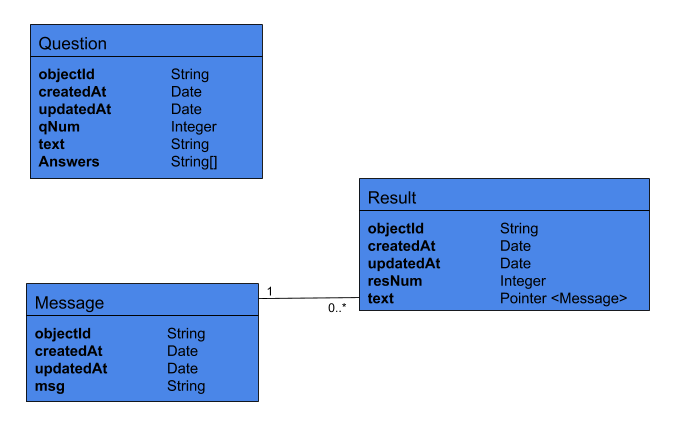 Question
objectId String
createdAt Date
updatedAt Date
qNum Integer
text String
Answers String[]
Result
objectId String
createdAt Date
updatedAt Date
resNum Integer
text Pointer <Message>
1
0..*
Message
objectId String
createdAt Date
updatedAt Date
msg String